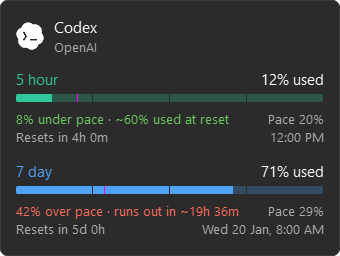 Codex
OpenAI
5 hour 12% used
8% under pace · ~60% used at reset Pace 20%
Resets in 4h 0m 12:00 PM
7 day 71% used
42% over pace · runs out in ~19h 36m Pace 29%
Resets in 5d 0h Wed 20 Jan, 8:00 AM